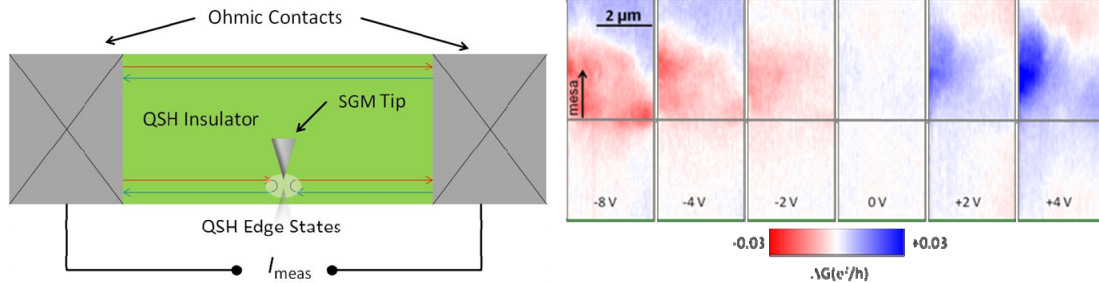 Ohmic Contacts
SGM Tip
QSH Insulator
QSH Edge States
Imeas
2 μm
mesa
-8 V
-4 V
-2 V
0 V
+2 V
+4 V
-0.03
+0.03
ΔG(e²/h)